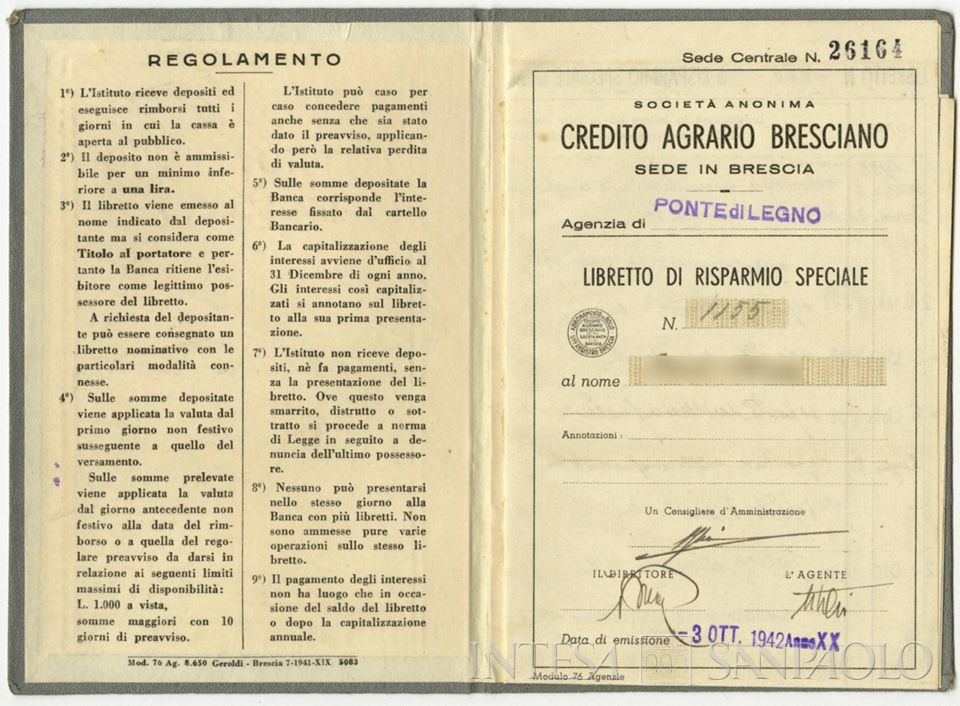 REGOLAMENTO
1º) L'Istituto riceve depositi ed
eseguisce rimborsi tutti i
giorni in cui la cassa è
aperta al pubblico.
2º) Il deposito non è ammissi-
bile per un minimo infe-
riore a una lira.
3º) Il libretto viene emesso al
nome indicato dal deposi-
tante ma si considera come
Titolo al portatore e per-
tanto la Banca ritiene l'esi-
bitore come legittimo pos-
sessore del libretto.
A richiesta del depositan-
te può essere consegnato un
libretto nominativo con le
particolari modalità con-
nesse.
4º) Sulle somme depositate
viene applicata la valuta dal
primo giorno non festivo
susseguente a quello del
versamento.
Sulle somme prelevate
viene applicata la valuta
dal giorno antecedente non
festivo alla data del rim-
borso o a quella del rego-
lare preavviso da darsi in
relazione ai seguenti limiti
massimi di disponibilità:
L. 1.000 a vista,
somme maggiori con 10
giorni di preavviso.
L'Istituto può caso per
caso concedere pagamenti
anche senza che sia stato
dato il preavviso, applican-
do però la relativa perdita
di valuta.
5º) Sulle somme depositate la
Banca corrisponde l'inte-
resse fissato dal cartello
Bancario.
6º) La capitalizzazione degli
interessi avviene d'ufficio al
31 Dicembre di ogni anno.
Gli interessi così capitaliz-
zati si annotano sul libret-
to alla sua prima presenta-
zione.
7º) L'Istituto non riceve depo-
siti, nè fa pagamenti, sen-
za la presentazione del li-
bretto. Ove questo venga
smarrito, distrutto o sot-
tratto si procede a norma
di Legge in seguito a de-
nuncia dell'ultimo possesso-
re.
8º) Nessuno può presentarsi
nello stesso giorno alla
Banca con più libretti. Non
sono ammesse pure varie
operazioni sullo stesso li-
bretto.
9º) Il pagamento degli interessi
non ha luogo che in occa-
sione del saldo del libretto
o dopo la capitalizzazione
annuale.
Mod. 76 Ag. 8.650 Geroldi - Brescia 7-1941-XIX 5083
Sede Centrale N. 26164
SOCIETÀ ANONIMA
CREDITO AGRARIO BRESCIANO
SEDE IN BRESCIA
Agenzia di PONTE di LEGNO
LIBRETTO DI RISPARMIO SPECIALE
N. 1155
CREDITO
AGRARIO
BRESCIANO
al nome
Annotazioni:
Un Consigliere d'Amministrazione
IL DIRETTORE L'AGENTE
Data di emissione -3 OTT. 1942 Anno XX
Modulo 76 Agenzie
INTESA SANPAOLO